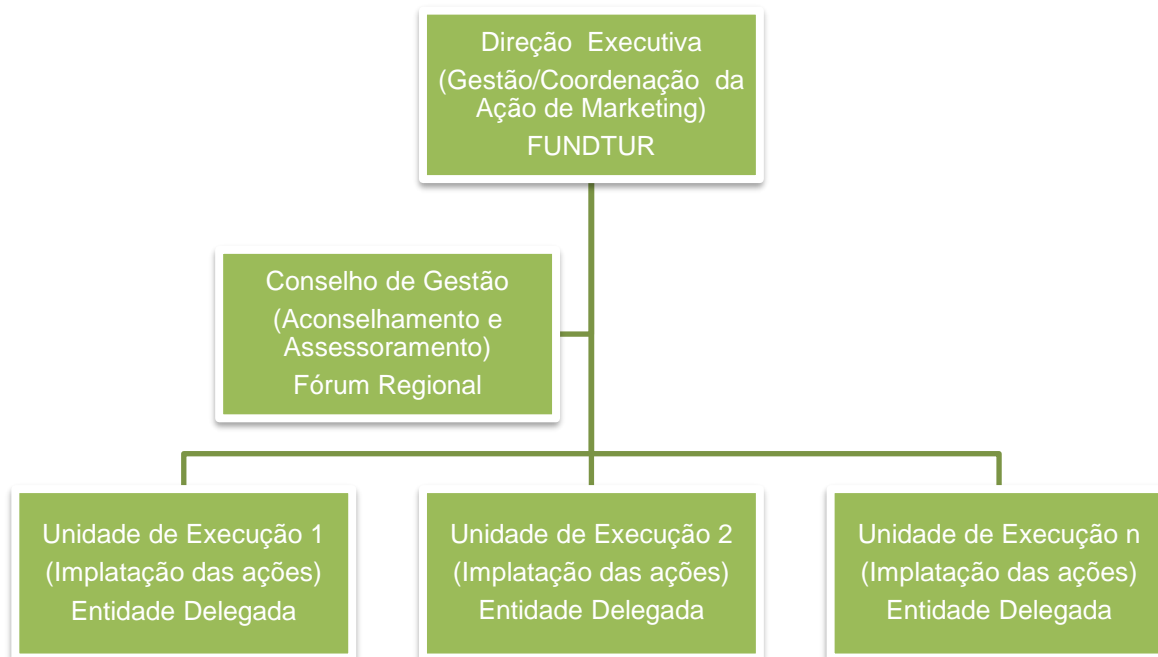 Direção Executiva
(Gestão/Coordenação da
Ação de Marketing)
FUNDTUR
Conselho de Gestão
(Aconselhamento e
Assessoramento)
Fórum Regional
Unidade de Execução 1
(Implatação das ações)
Entidade Delegada
Unidade de Execução 2
(Implatação das ações)
Entidade Delegada
Unidade de Execução n
(Implatação das ações)
Entidade Delegada